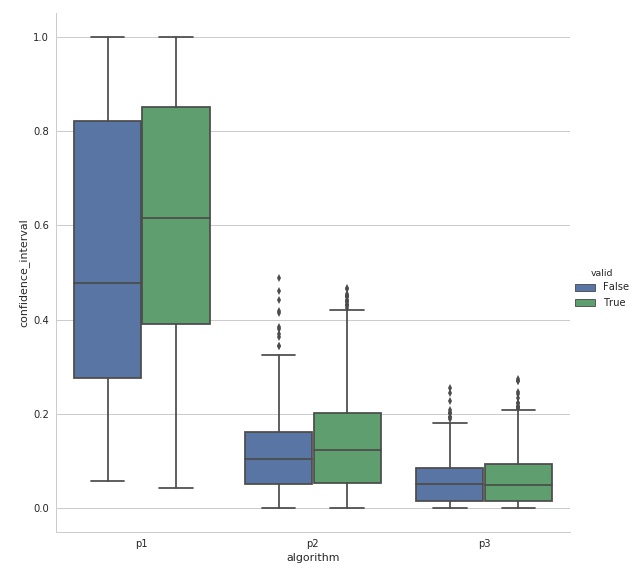 1.0
0.8
0.6
0.4
0.2
0.0
confidence_interval
p1
p2
p3
algorithm
valid
False
True